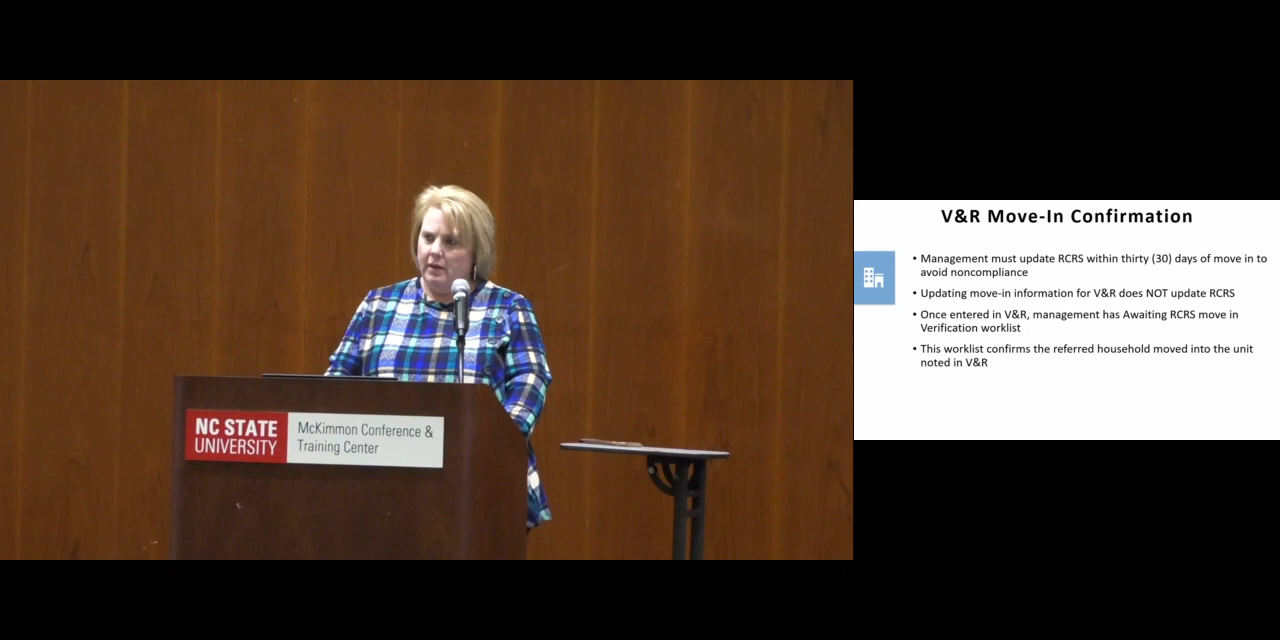 NC STATE
UNIVERSITY
McKimmon Conference &
Training Center
V&R Move-In Confirmation
• Management must update RCRS within thirty (30) days of move in to
avoid noncompliance
• Updating move-in information for V&R does NOT update RCRS
• Once entered in V&R, management has Awaiting RCRS move in
Verification worklist
• This worklist confirms the referred household moved into the unit
noted in V&R